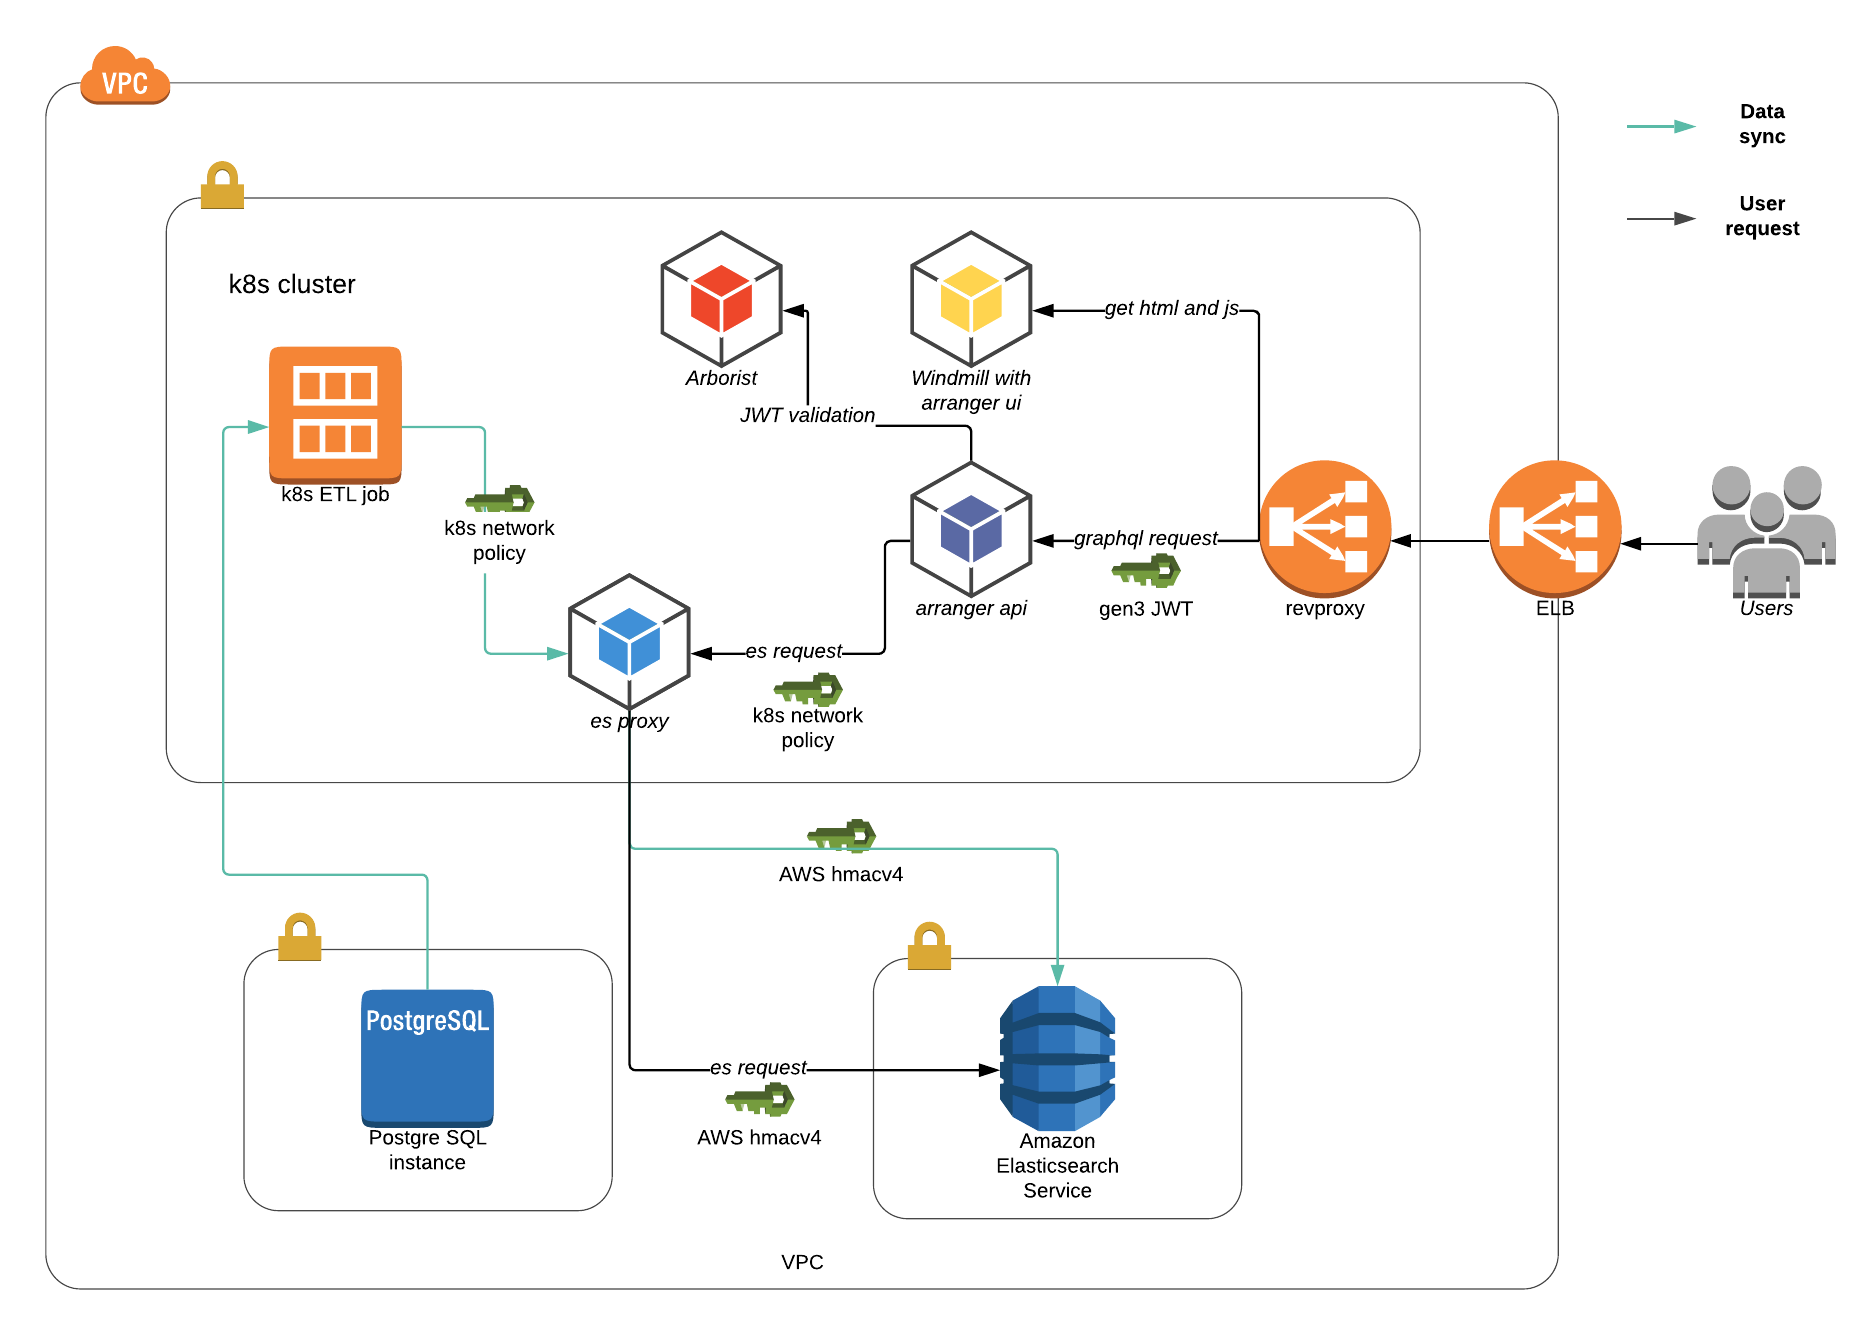 VPC
Data
sync
User
request
k8s cluster
get html and js
Arborist
Windmill with
arranger ui
JWT validation
k8s ETL job
k8s network
policy
graphql request
gen3 JWT
arranger api
revproxy
ELB
Users
es request
k8s network
policy
es proxy
AWS hmacv4
PostgreSQL
Postgre SQL
instance
es request
AWS hmacv4
Amazon
Elasticsearch
Service
VPC